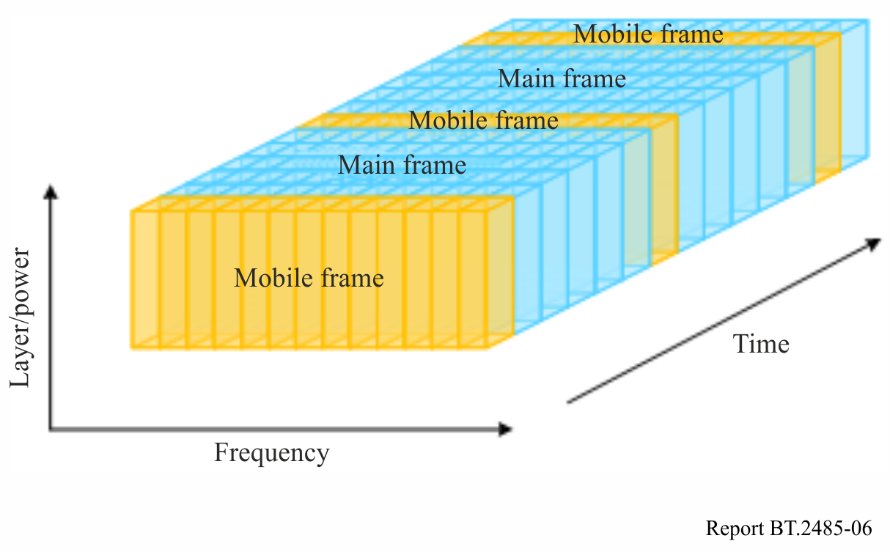 Mobile frame
Main frame
Mobile frame
Main frame
Mobile frame
Layer/power
Time
Frequency
Report BT.2485-06